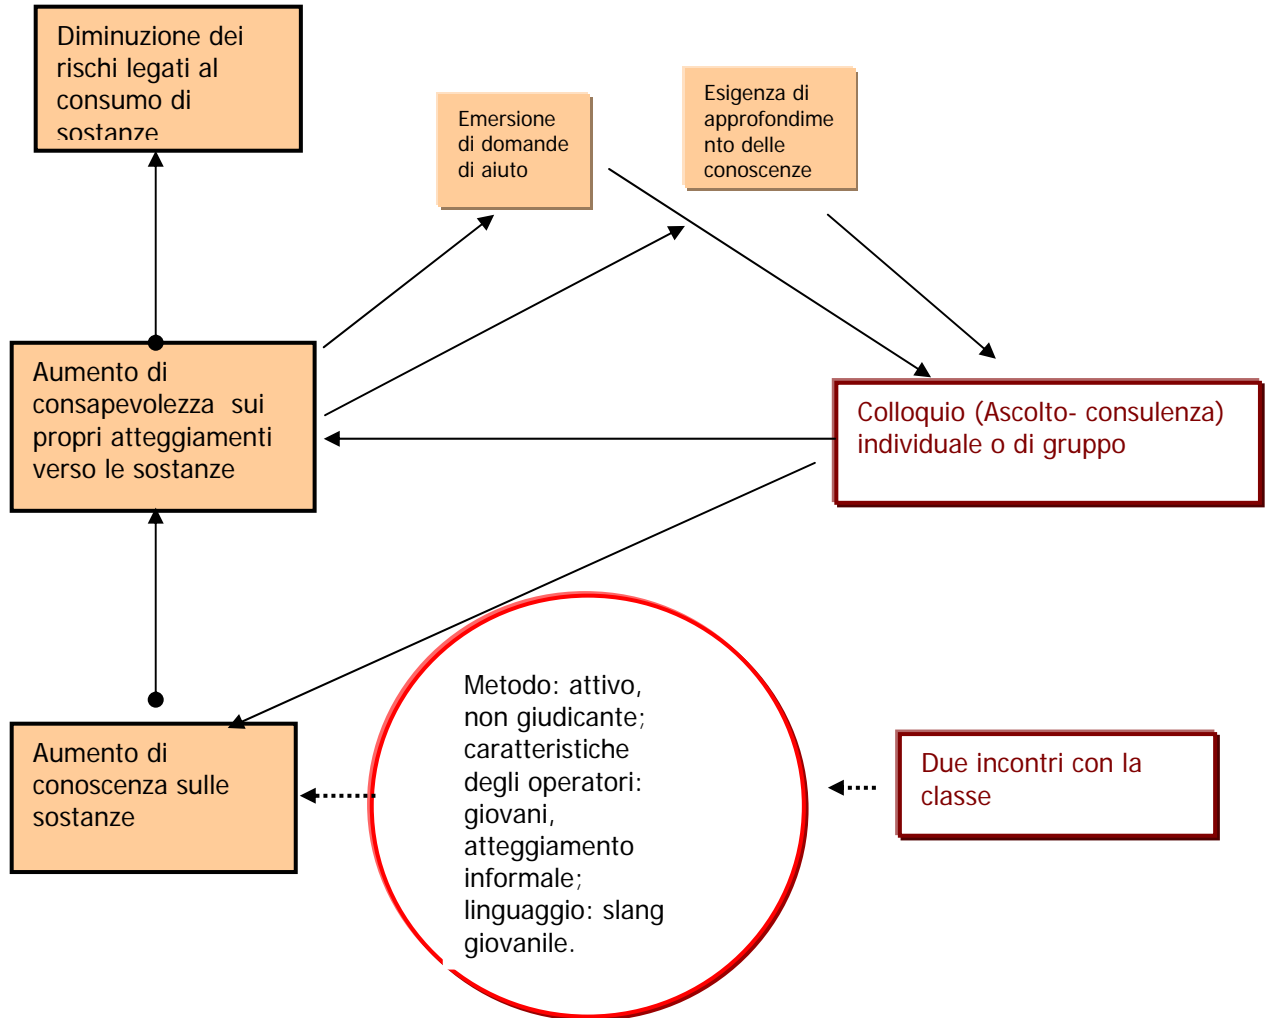 Diminuzione dei
rischi legati al
consumo di
sostanze
Emersione
di domande
di aiuto
Esigenza di
approfondime
nto delle
conoscenze
Aumento di
consapevolezza sui
propri atteggiamenti
verso le sostanze
Colloquio (Ascolto- consulenza)
individuale o di gruppo
Metodo: attivo,
non giudicante;
caratteristiche
degli operatori:
giovani,
atteggiamento
informale;
linguaggio: slang
giovanile.
Aumento di
conoscenza sulle
sostanze
Due incontri con la
classe